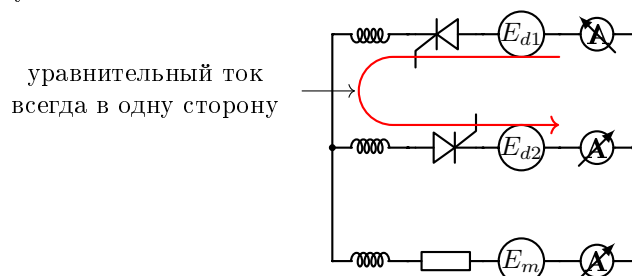 уравнительный ток
всегда в одну сторону
E_{d1} A
E_{d2} A
E_m A